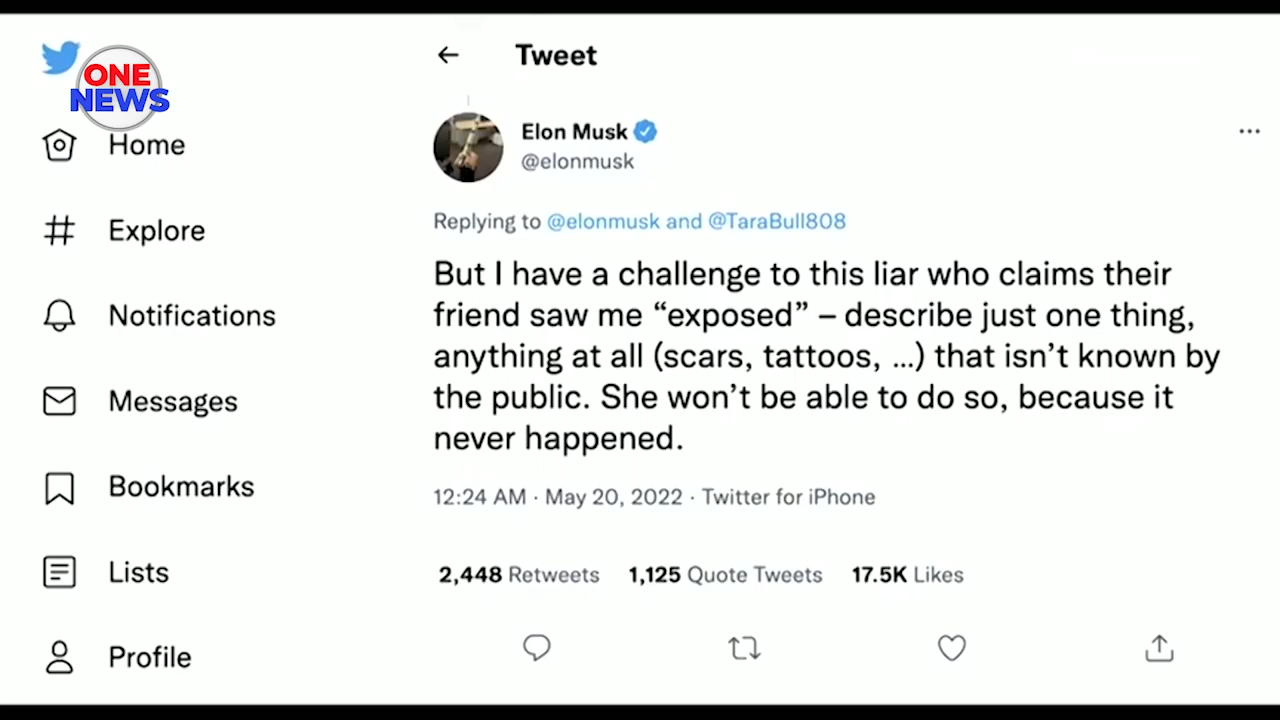 ONE
NEWS
Home
Explore
Notifications
Messages
Bookmarks
Lists
Profile
Tweet
Elon Musk
@elonmusk
Replying to @elonmusk and @TaraBull808
But I have a challenge to this liar who claims their
friend saw me “exposed” – describe just one thing,
anything at all (scars, tattoos, …) that isn’t known by
the public. She won’t be able to do so, because it
never happened.
12:24 AM · May 20, 2022 · Twitter for iPhone
2,448 Retweets 1,125 Quote Tweets 17.5K Likes